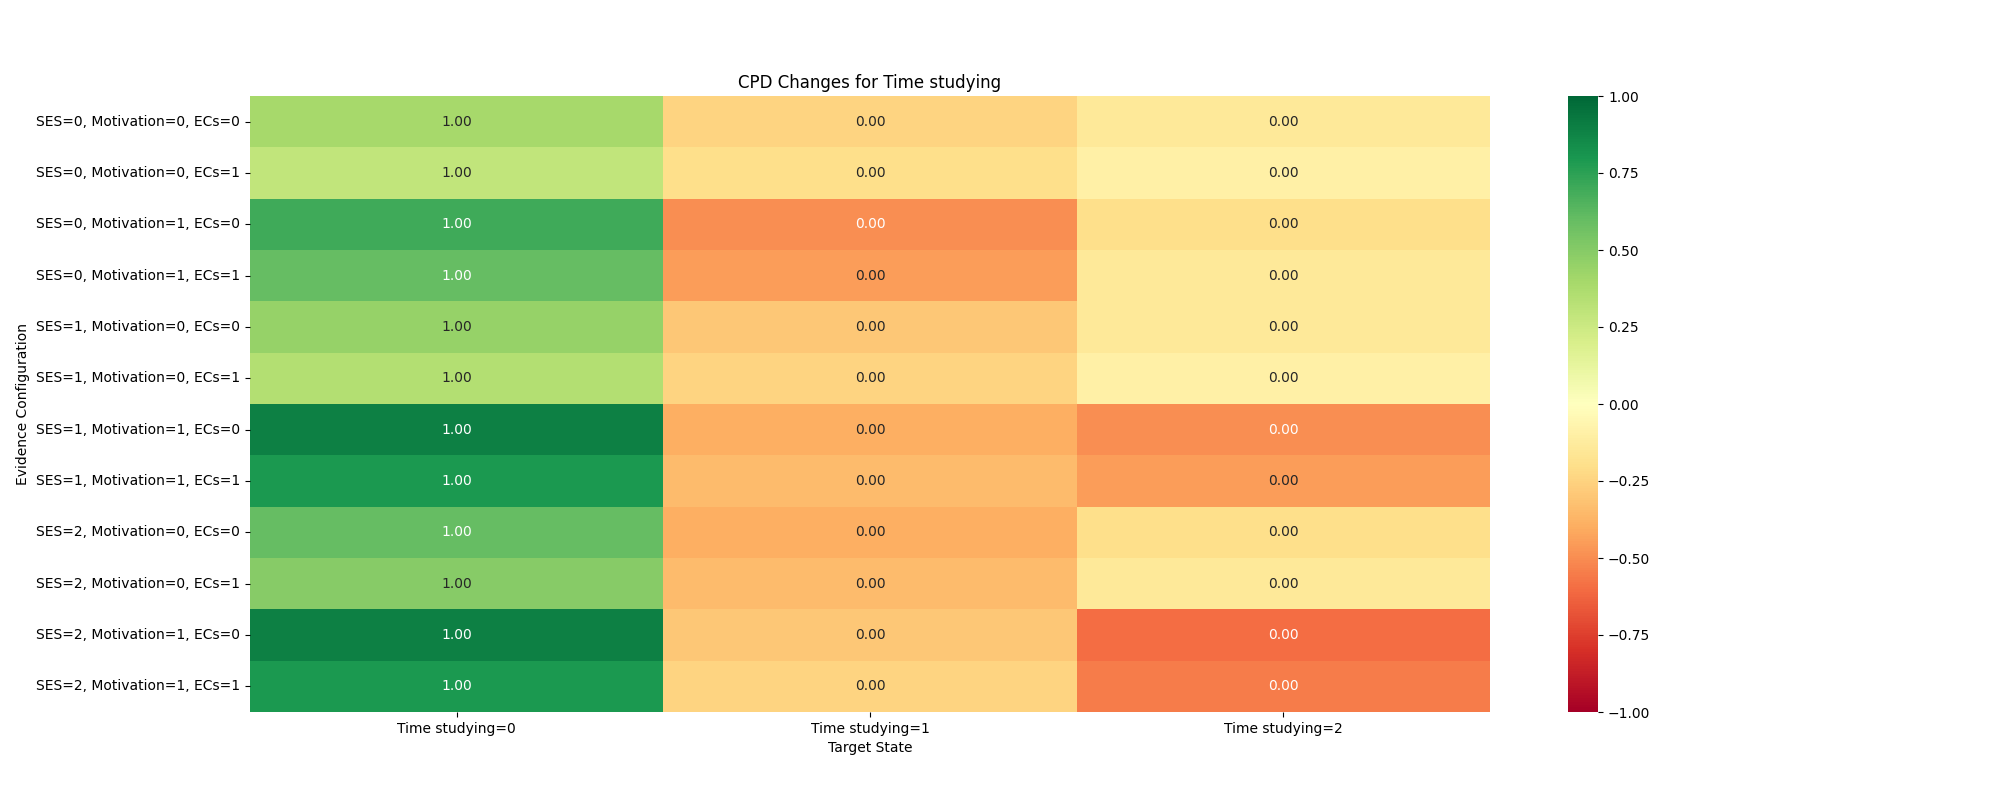 CPD Changes for Time studying
SES=0, Motivation=0, ECs=0 1.00 0.00 0.00
SES=0, Motivation=0, ECs=1 1.00 0.00 0.00
SES=0, Motivation=1, ECs=0 1.00 0.00 0.00
SES=0, Motivation=1, ECs=1 1.00 0.00 0.00
SES=1, Motivation=0, ECs=0 1.00 0.00 0.00
SES=1, Motivation=0, ECs=1 1.00 0.00 0.00
SES=1, Motivation=1, ECs=0 1.00 0.00 0.00
SES=1, Motivation=1, ECs=1 1.00 0.00 0.00
SES=2, Motivation=0, ECs=0 1.00 0.00 0.00
SES=2, Motivation=0, ECs=1 1.00 0.00 0.00
SES=2, Motivation=1, ECs=0 1.00 0.00 0.00
SES=2, Motivation=1, ECs=1 1.00 0.00 0.00
Evidence Configuration
Time studying=0 Time studying=1 Time studying=2
Target State
1.00
0.75
0.50
0.25
0.00
−0.25
−0.50
−0.75
−1.00